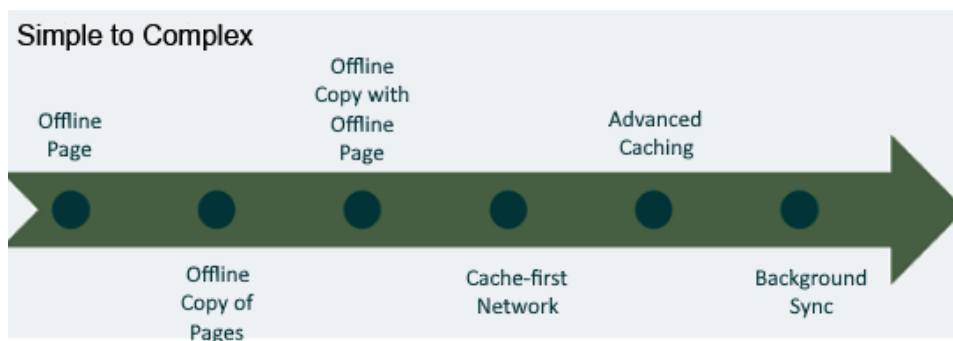 Simple to Complex
Offline
Page
Offline
Copy of
Pages
Offline
Copy with
Offline
Page
Cache-first
Network
Advanced
Caching
Background
Sync